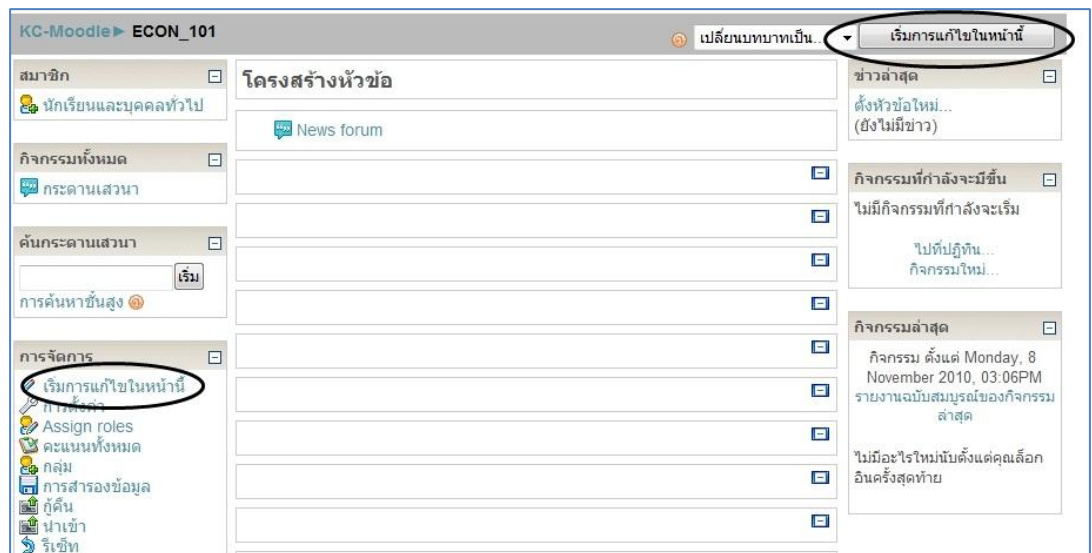 KC-Moodle► ECON_101
เปลี่ยนบทบาทเป็น...
เริ่มการแก้ไขในหน้านี้
สมาชิก
นักเรียนและบุคคลทั่วไป
กิจกรรมทั้งหมด
กระดานเสวนา
ค้นกระดานเสวนา
เริ่ม
การค้นหาชั้นสูง
การจัดการ
เริ่มการแก้ไขในหน้านี้
การตั้งค่า
Assign roles
คะแนนทั้งหมด
กลุ่ม
การสำรองข้อมูล
กู้คืน
นำเข้า
รีเซ็ท
โครงสร้างหัวข้อ
News forum
ข่าวล่าสุด
ตั้งหัวข้อใหม่...
(ยังไม่มีข่าว)
กิจกรรมที่กำลังจะมีขึ้น
ไม่มีกิจกรรมที่กำลังจะเริ่ม
ไปที่ปฏิทิน...
กิจกรรมใหม่...
กิจกรรมล่าสุด
กิจกรรม ตั้งแต่ Monday, 8
November 2010, 03:06PM
รายงานฉบับสมบูรณ์ของกิจกรรม
ล่าสุด
ไม่มีอะไรใหม่นับตั้งแต่คุณล็อก
อินครั้งสุดท้าย